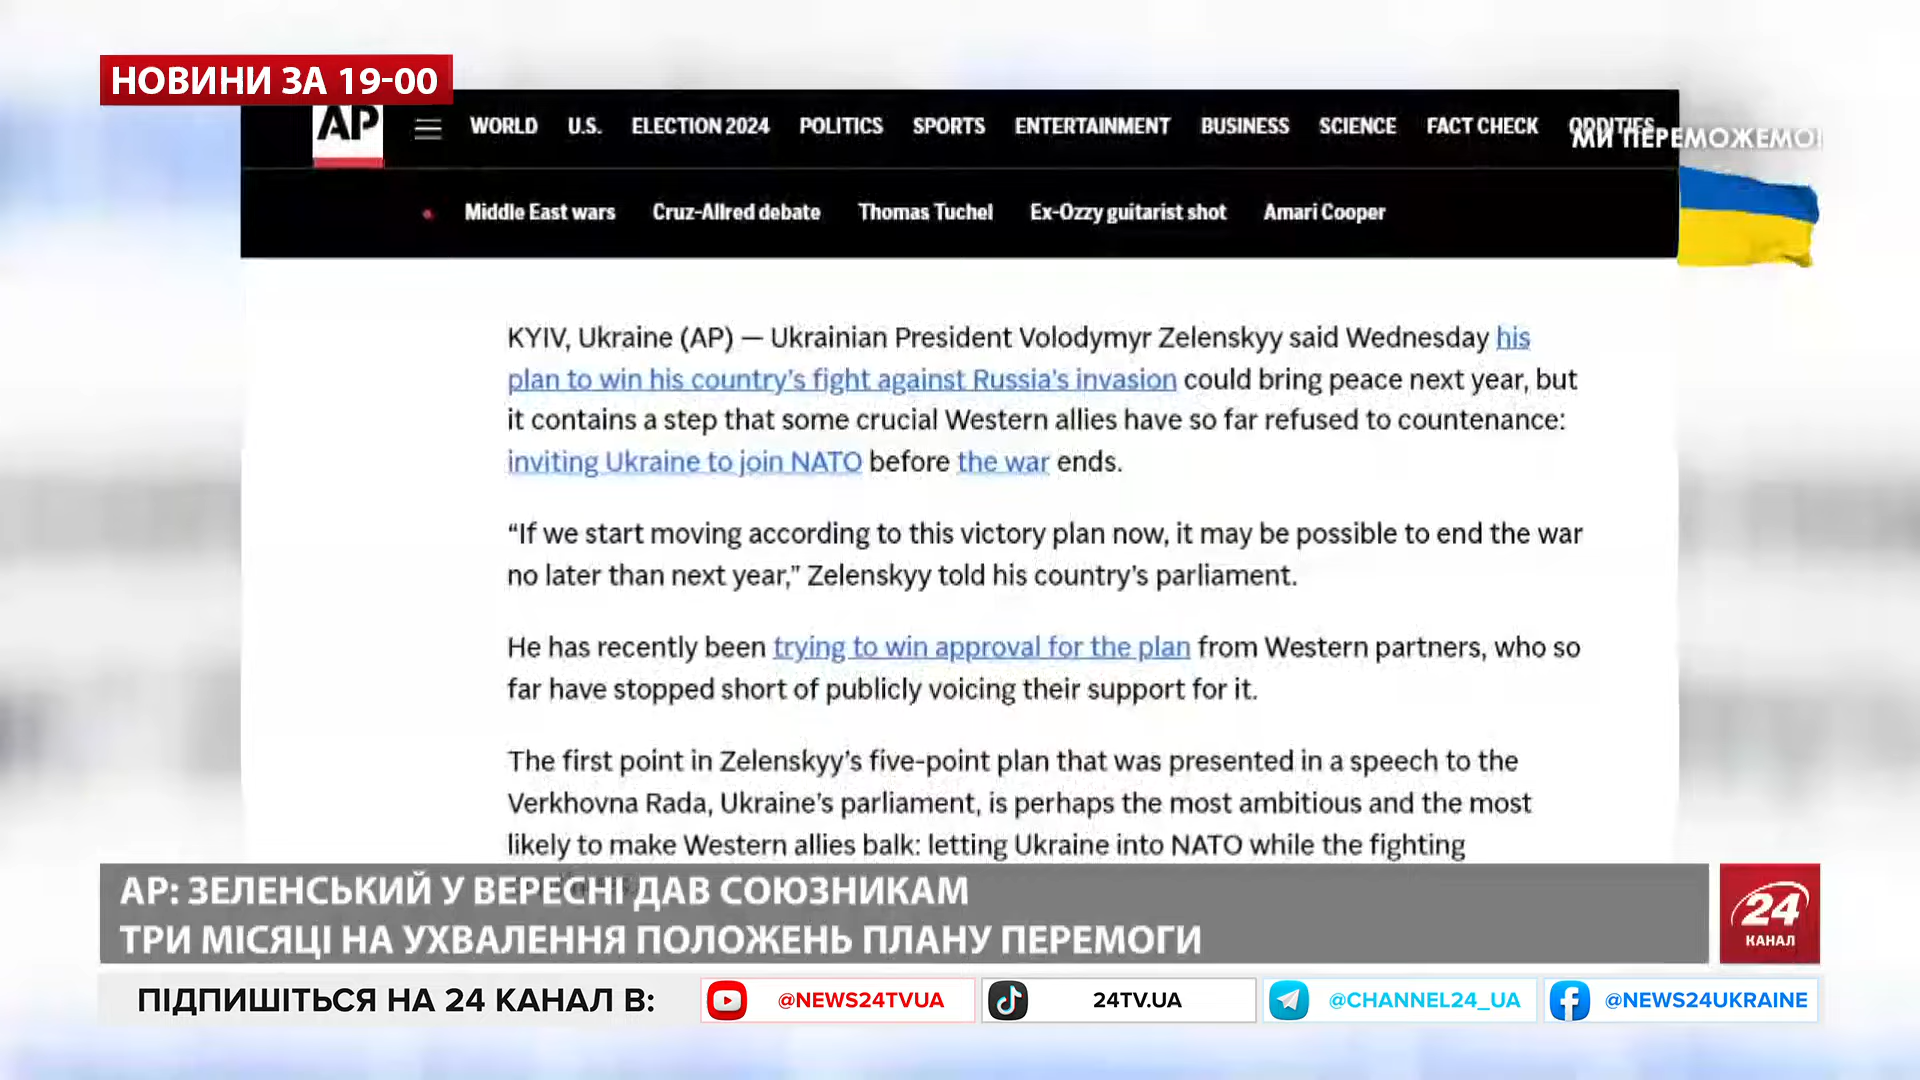 НОВИНИ ЗА 19-00
AP
WORLD U.S. ELECTION 2024 POLITICS SPORTS ENTERTAINMENT BUSINESS SCIENCE FACT CHECK ODDITIES
МИ ПЕРЕМОЖЕМО!
Middle East wars Cruz-Allred debate Thomas Tuchel Ex-Ozzy guitarist shot Amari Cooper
KYIV, Ukraine (AP) — Ukrainian President Volodymyr Zelenskyy said Wednesday his
plan to win his country’s fight against Russia’s invasion could bring peace next year, but
it contains a step that some crucial Western allies have so far refused to countenance:
inviting Ukraine to join NATO before the war ends.
“If we start moving according to this victory plan now, it may be possible to end the war
no later than next year,” Zelenskyy told his country’s parliament.
He has recently been trying to win approval for the plan from Western partners, who so
far have stopped short of publicly voicing their support for it.
The first point in Zelenskyy’s five-point plan that was presented in a speech to the
Verkhovna Rada, Ukraine’s parliament, is perhaps the most ambitious and the most
likely to make Western allies balk: letting Ukraine into NATO while the fighting
АР: ЗЕЛЕНСЬКИЙ У ВЕРЕСНІ ДАВ СОЮЗНИКАМ
ТРИ МІСЯЦІ НА УХВАЛЕННЯ ПОЛОЖЕНЬ ПЛАНУ ПЕРЕМОГИ
24
КАНАЛ
ПІДПИШІТЬСЯ НА 24 КАНАЛ В: @NEWS24TVUA 24TV.UA @CHANNEL24_UA @NEWS24UKRAINE